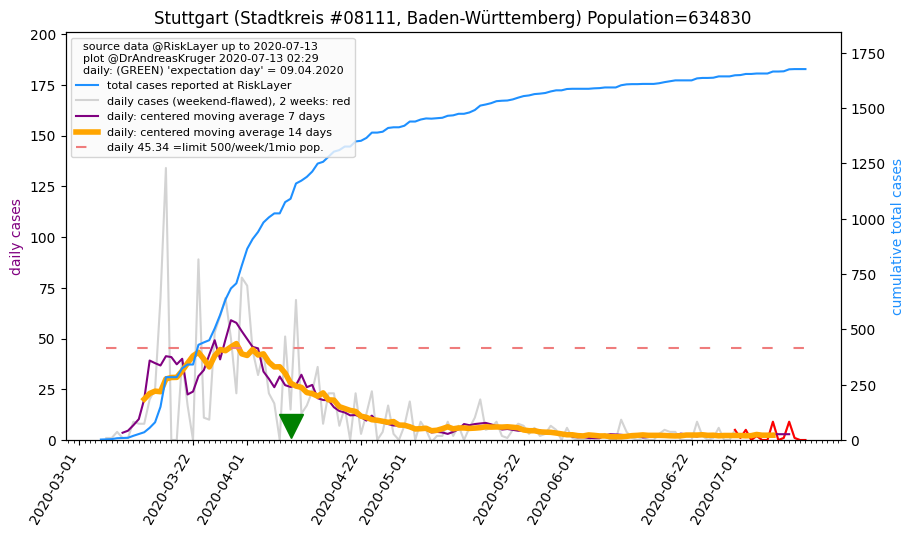 Stuttgart (Stadtkreis #08111, Baden-Württemberg) Population=634830
source data @RiskLayer up to 2020-07-13
plot @DrAndreasKruger 2020-07-13 02:29
daily: (GREEN) 'expectation day' = 09.04.2020
total cases reported at RiskLayer
daily cases (weekend-flawed), 2 weeks: red
daily: centered moving average 7 days
daily: centered moving average 14 days
daily 45.34 =limit 500/week/1mio pop.
daily cases
200
175
150
125
100
75
50
25
0
cumulative total cases
1750
1500
1250
1000
750
500
250
0
2020-03-01
2020-03-22
2020-04-01
2020-04-22
2020-05-01
2020-05-22
2020-06-01
2020-06-22
2020-07-01